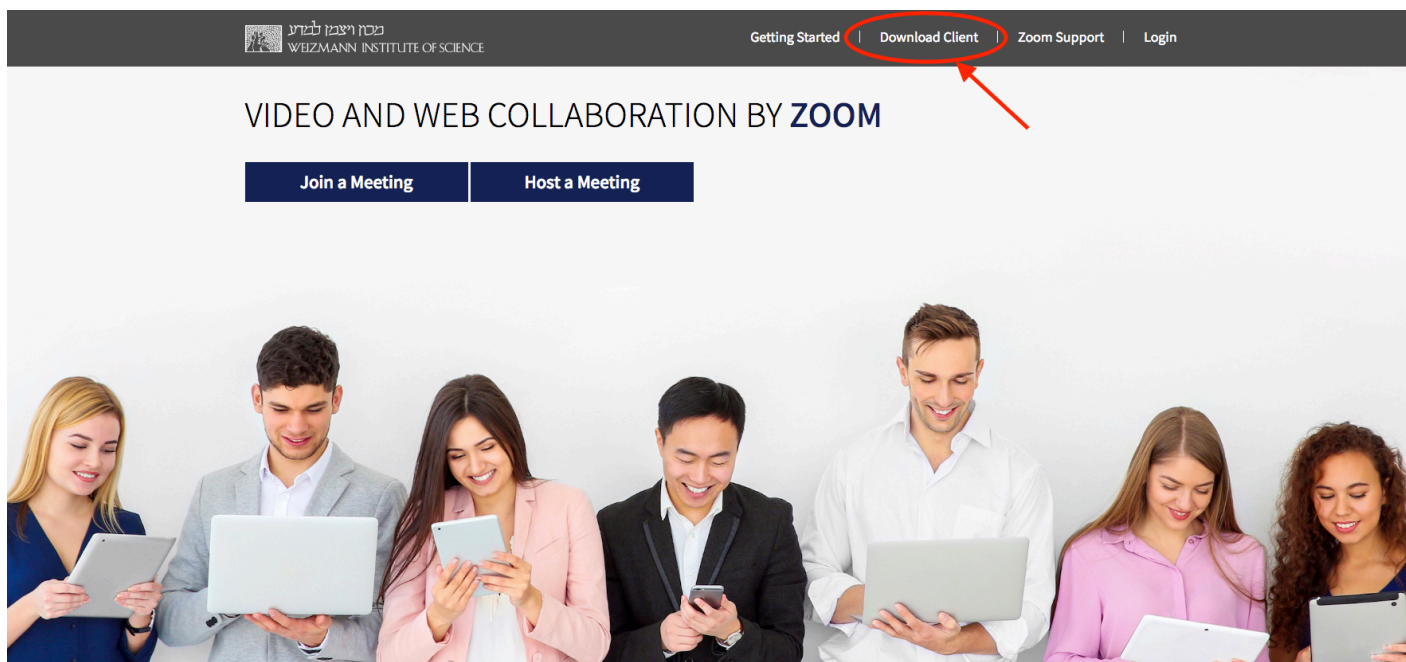 מכון ויצמן למדע
WEIZMANN INSTITUTE OF SCIENCE
Getting Started | Download Client | Zoom Support | Login
VIDEO AND WEB COLLABORATION BY ZOOM
Join a Meeting
Host a Meeting